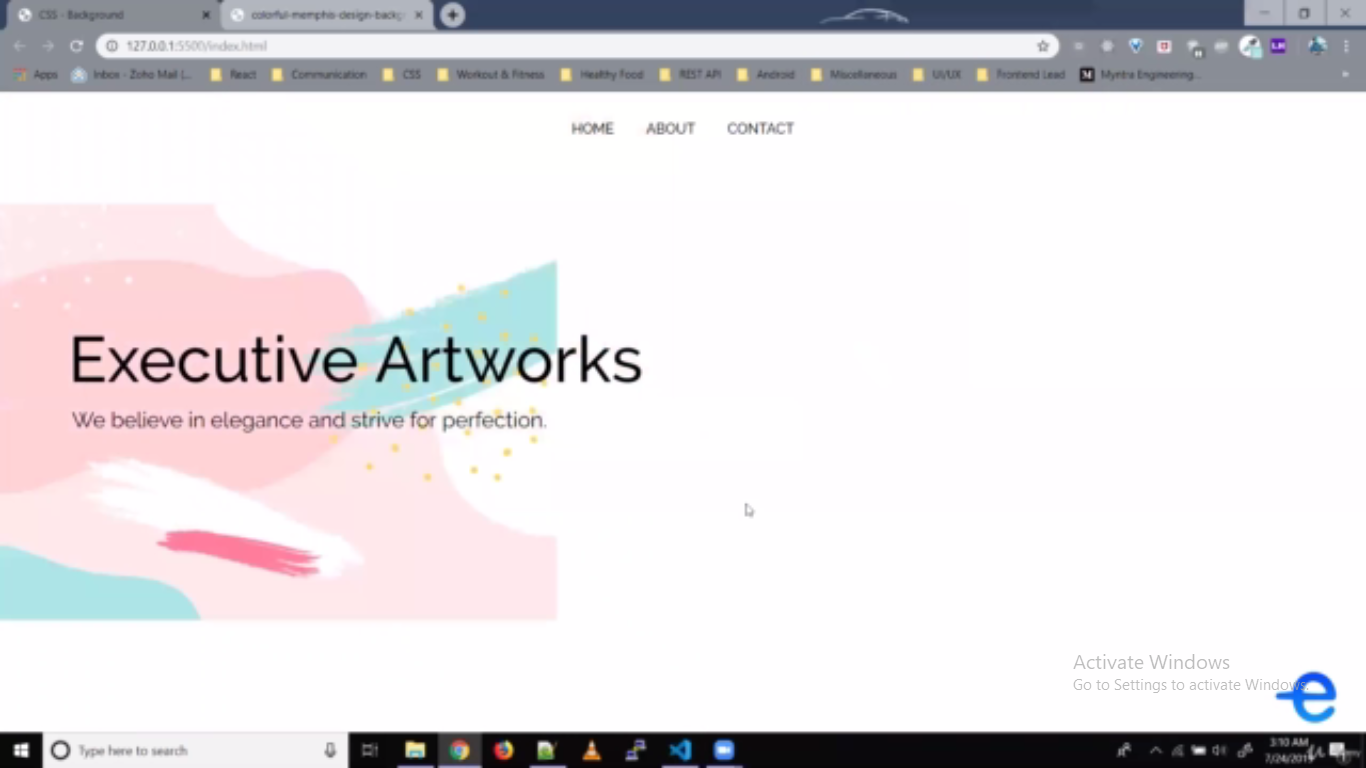 CSS - Background
colorful-memphis-design-backg
127.0.0.1:5500/index.html
Apps
Inbox - Zoho Mail (
React
Communication
CSS
Workout & Fitness
Healthy Food
REST API
Android
Miscellaneous
UI/UX
Frontend Lead
M
Myntra Engineering...
HOME
ABOUT
CONTACT
Executive Artworks
We believe in elegance and strive for perfection.
Activate Windows
Go to Settings to activate Windows.
Type here to search
3:10 AM